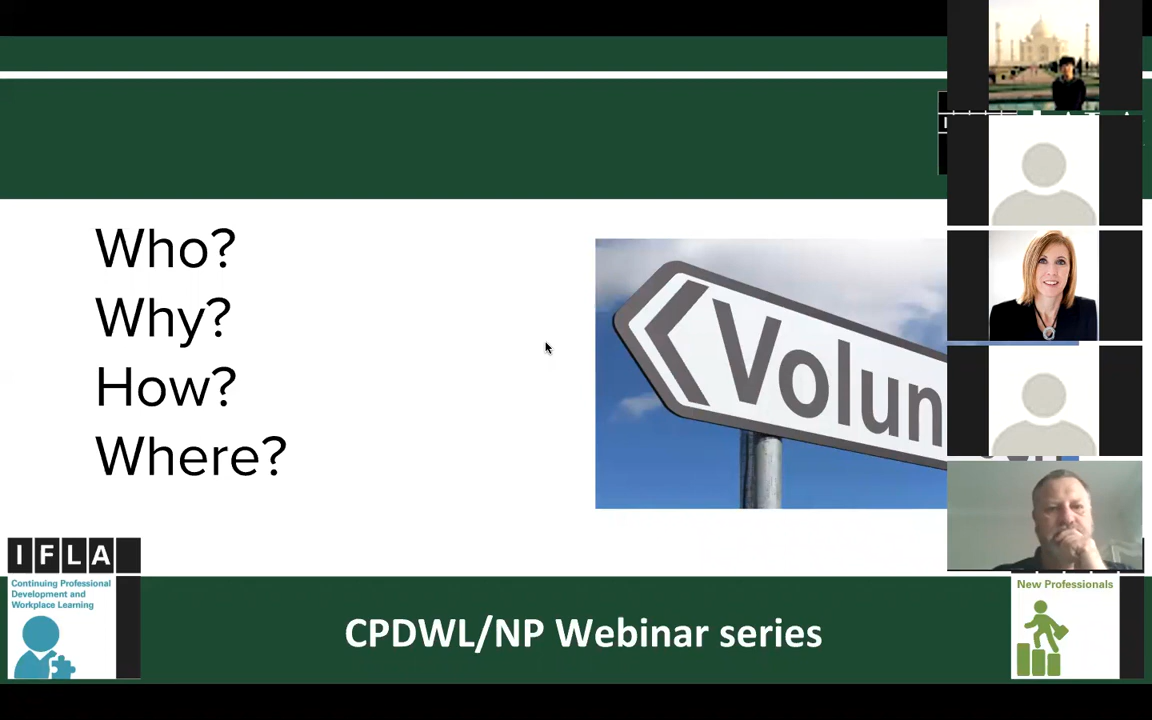 Who?
Why?
How?
Where?
Volun
IFLA
Continuing Professional
Development and
Workplace Learning
CPDWL/NP Webinar series
New Professionals